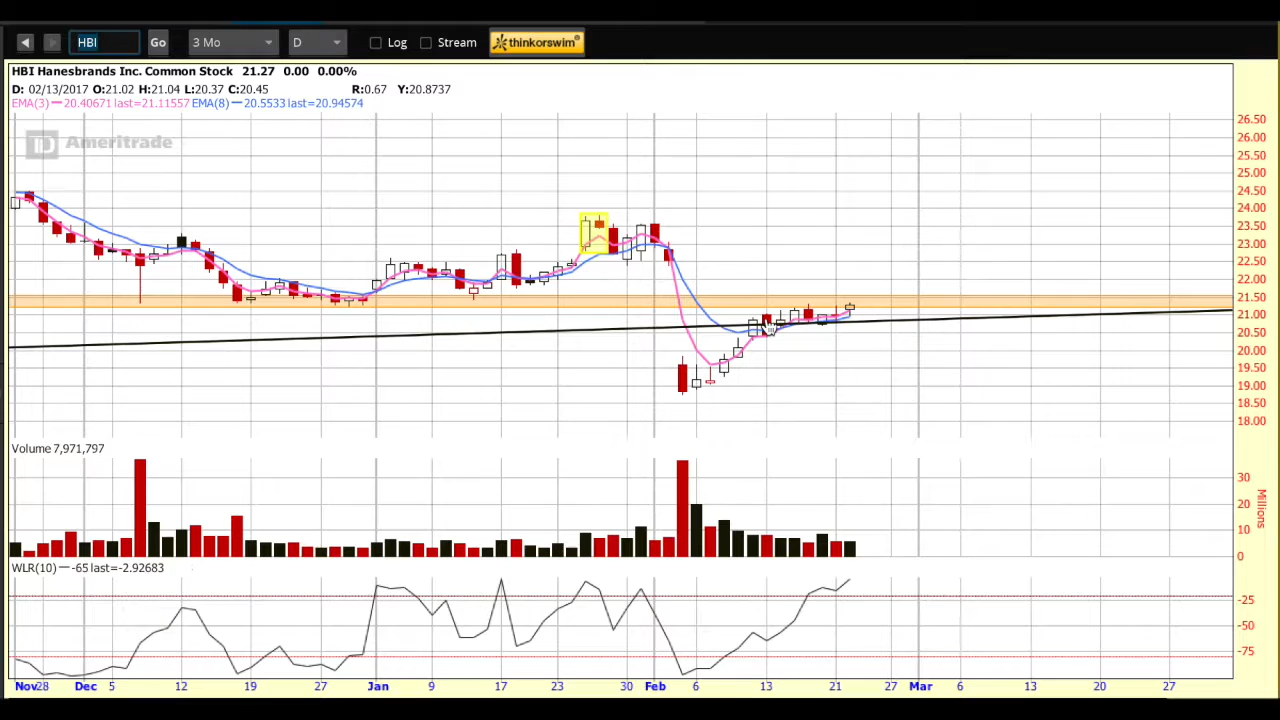 HBI Go 3 Mo D Log Stream thinkorswim
HBI Hanesbrands Inc. Common Stock 21.27 0.00 0.00%
D: 02/13/2017 O:21.02 H:21.04 L:20.37 C:20.45 R:0.67 Y:20.8737
EMA(3) 20.40671 last=21.11557 EMA(8) 20.5533 last=20.94574
TD Ameritrade
26.50
26.00
25.50
25.00
24.50
24.00
23.50
23.00
22.50
22.00
21.50
21.00
20.50
20.00
19.50
19.00
18.50
18.00
Volume 7,971,797
30
20
10
0
Millions
WLR(10) -65 last=-2.92683
-25
-50
-75
Nov 28 Dec 5 12 19 27 Jan 9 17 23 30 Feb 6 13 21 27 Mar 6 13 20 27